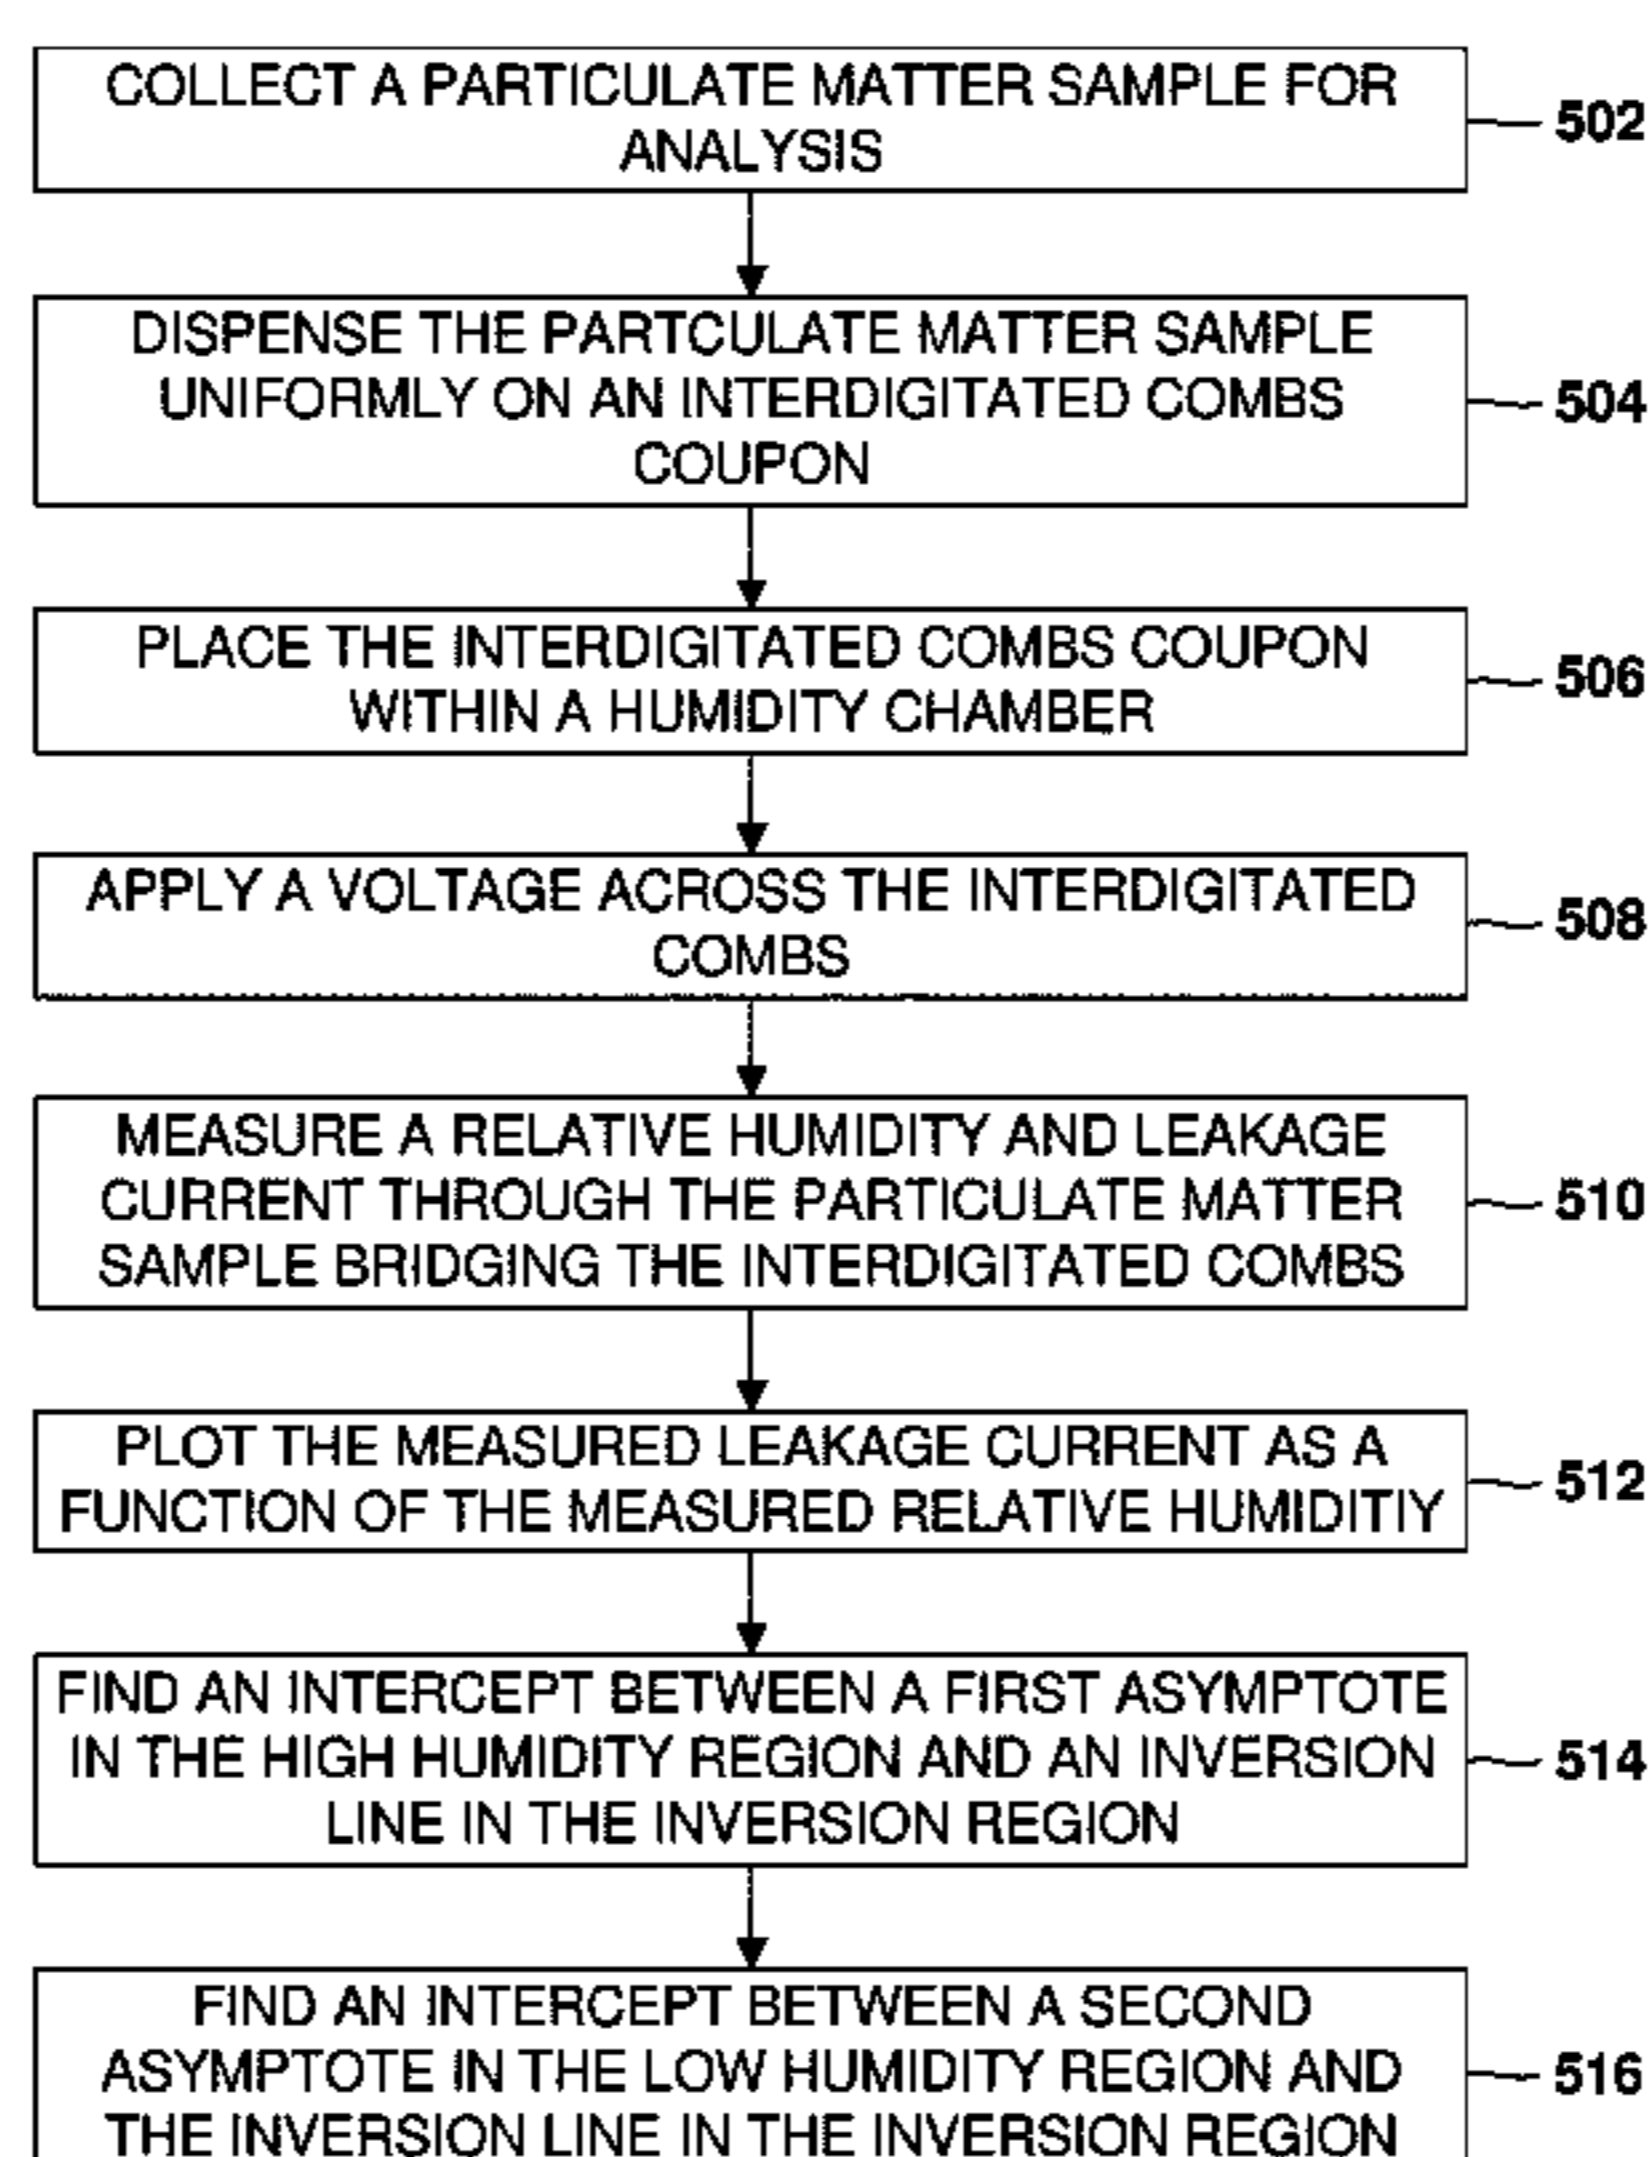 COLLECT A PARTICULATE MATTER SAMPLE FOR
ANALYSIS
502
DISPENSE THE PARTCULATE MATTER SAMPLE
UNIFORMLY ON AN INTERDIGITATED COMBS
COUPON
504
PLACE THE INTERDIGITATED COMBS COUPON
WITHIN A HUMIDITY CHAMBER
506
APPLY A VOLTAGE ACROSS THE INTERDIGITATED
COMBS
508
MEASURE A RELATIVE HUMIDITY AND LEAKAGE
CURRENT THROUGH THE PARTICULATE MATTER
SAMPLE BRIDGING THE INTERDIGITATED COMBS
510
PLOT THE MEASURED LEAKAGE CURRENT AS A
FUNCTION OF THE MEASURED RELATIVE HUMIDITIY
512
FIND AN INTERCEPT BETWEEN A FIRST ASYMPTOTE
IN THE HIGH HUMIDITY REGION AND AN INVERSION
LINE IN THE INVERSION REGION
514
FIND AN INTERCEPT BETWEEN A SECOND
ASYMPTOTE IN THE LOW HUMIDITY REGION AND
THE INVERSION LINE IN THE INVERSION REGION
516